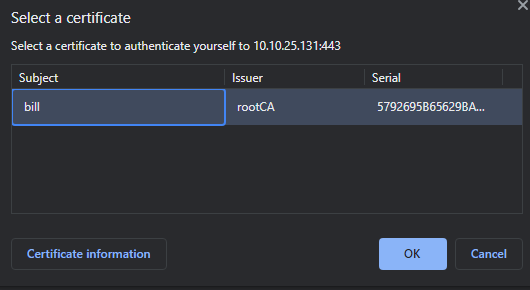 Select a certificate
Select a certificate to authenticate yourself to 10.10.25.131:443
Subject Issuer Serial
bill rootCA 5792695B65629BA...
Certificate information OK Cancel